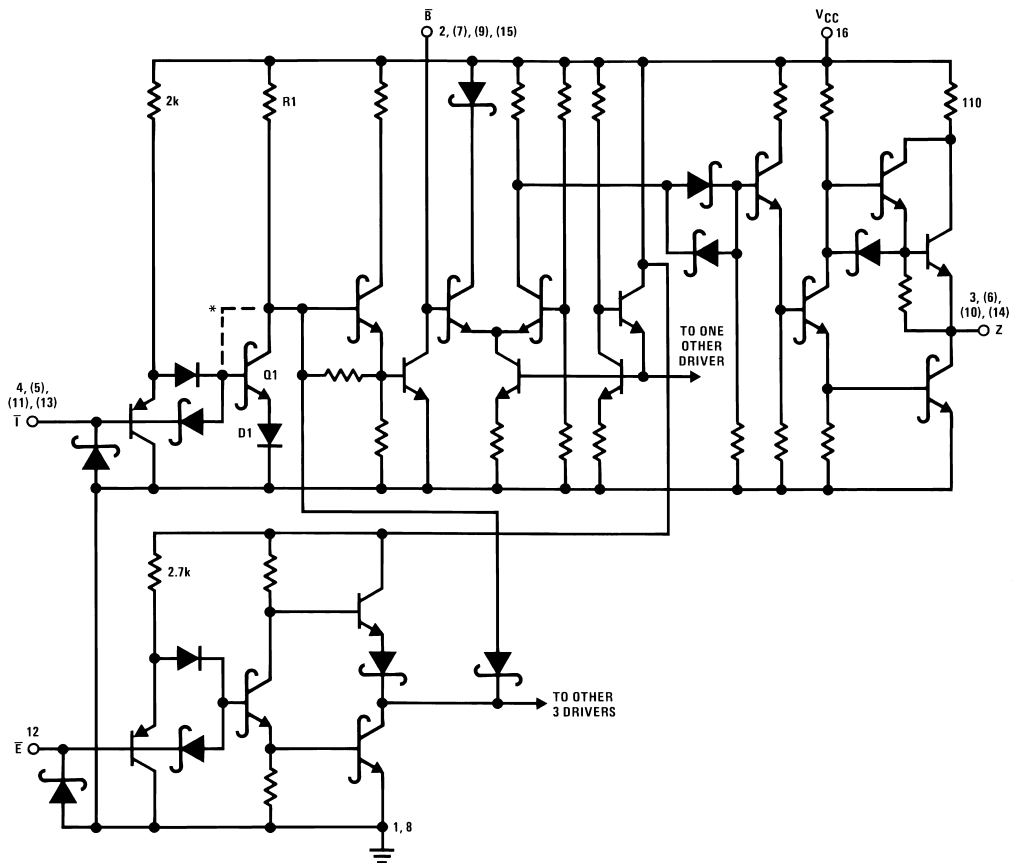 B̅
2, (7), (9), (15)
VCC
16
2k
R1
110
*
Q1
D1
4, (5),
(11), (13)
I̅
TO ONE
OTHER
DRIVER
3, (6),
(10), (14)
Z
2.7k
12
E̅
TO OTHER
3 DRIVERS
1, 8